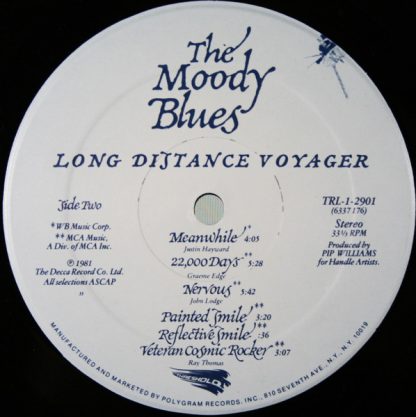 The
Moody
Blues
LONG DISTANCE VOYAGER
Side Two
*WB Music Corp.
**MCA Music,
A Div. of MCA Inc.
℗ 1981
The Decca Record Co. Ltd.
All selections ASCAP
"
TRL-1-2901
(6337 176)
Stereo
33⅓ RPM
Produced by
PIP WILLIAMS
for Handle Artists.
Meanwhile* 4:05
Justin Hayward
22,000 Days** 5:28
Graeme Edge
Nervous** 5:42
John Lodge
Painted Smile** 3:20
Reflective Smile** :36
Veteran Cosmic Rocker** 3:07
Ray Thomas
THRESHOLD
MANUFACTURED AND MARKETED BY POLYGRAM RECORDS, INC., 810 SEVENTH AVE., N.Y., N.Y. 10019